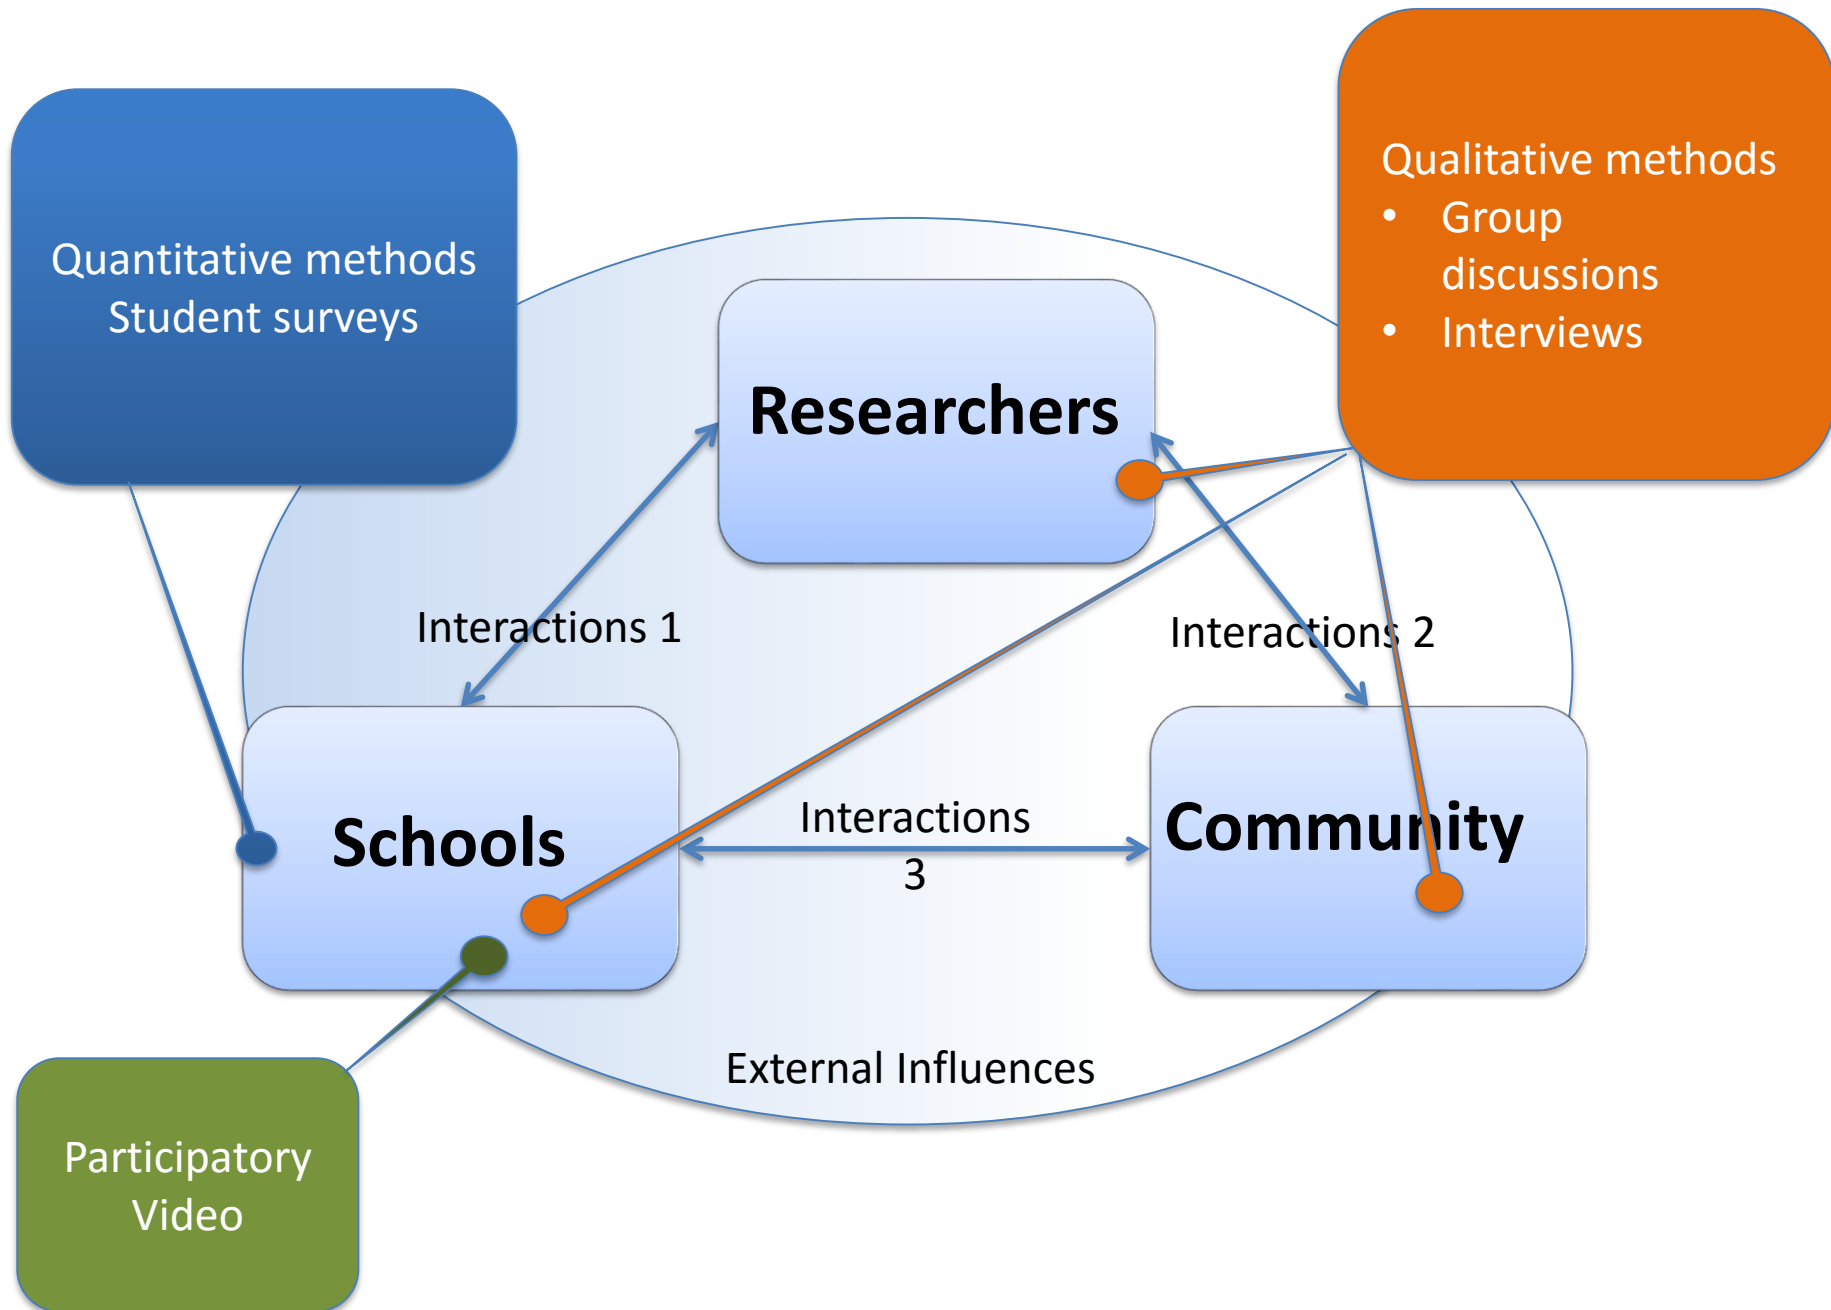 Quantitative methods
Student surveys
Qualitative methods
• Group
discussions
• Interviews
Researchers
Interactions 1
Interactions 2
Schools
Interactions
3
Community
External Influences
Participatory
Video